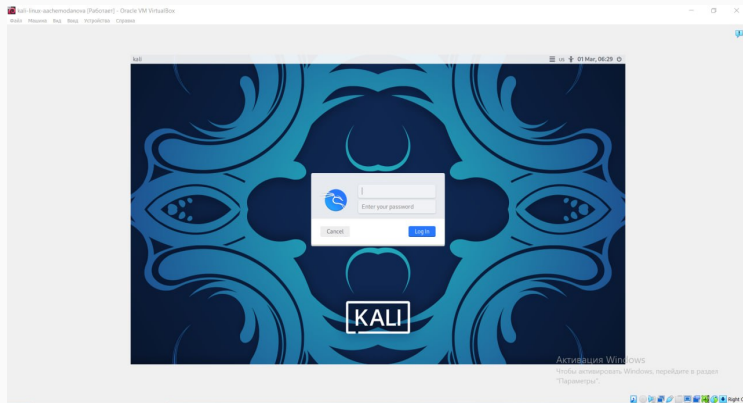 kali-linux-aachemodanova [Работает] - Oracle VM VirtualBox
Файл Машина Вид Ввод Устройства Справка
kali
us
01 Mar, 06:29
Enter your password
Cancel
Log In
KALI
Активация Windows
Чтобы активировать Windows, перейдите в раздел
"Параметры".
Right